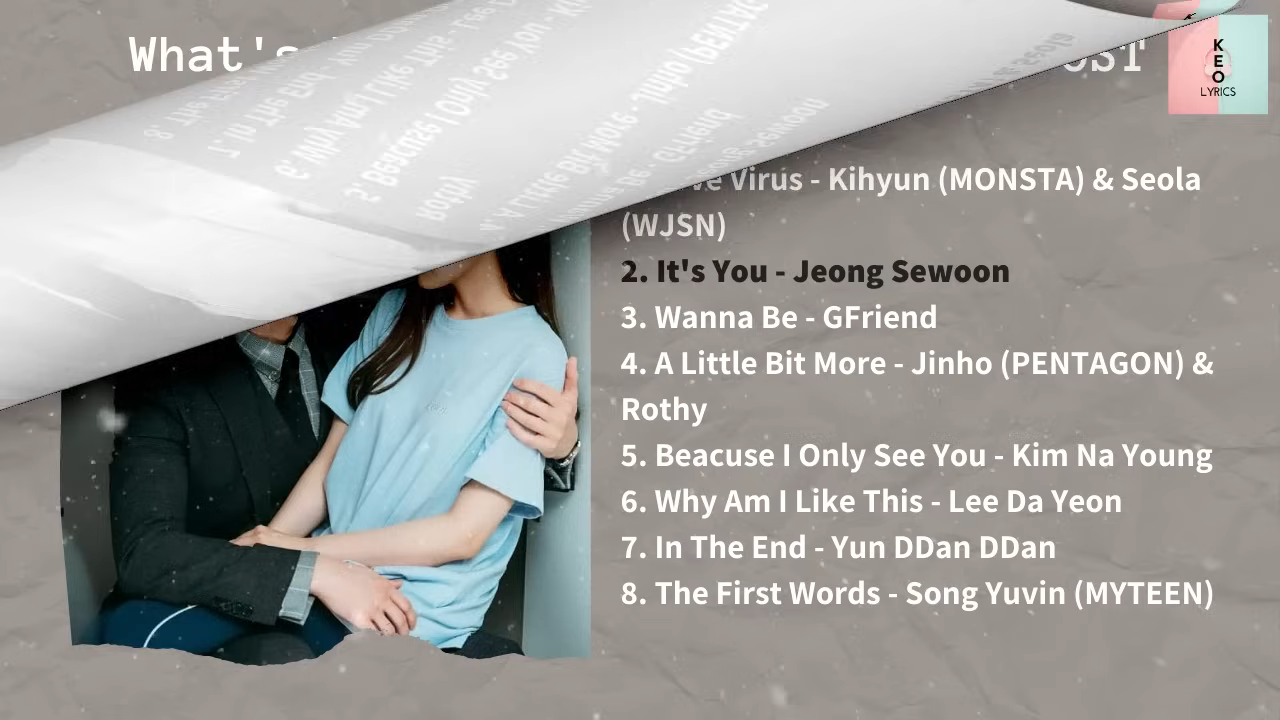 What's
OST
K
E
O
LYRICS
Virus - Kihyun (MONSTA) & Seola
(WJSN)
2. It's You - Jeong Sewoon
3. Wanna Be - GFriend
4. A Little Bit More - Jinho (PENTAGON) &
Rothy
5. Beacuse I Only See You - Kim Na Young
6. Why Am I Like This - Lee Da Yeon
7. In The End - Yun DDan DDan
8. The First Words - Song Yuvin (MYTEEN)